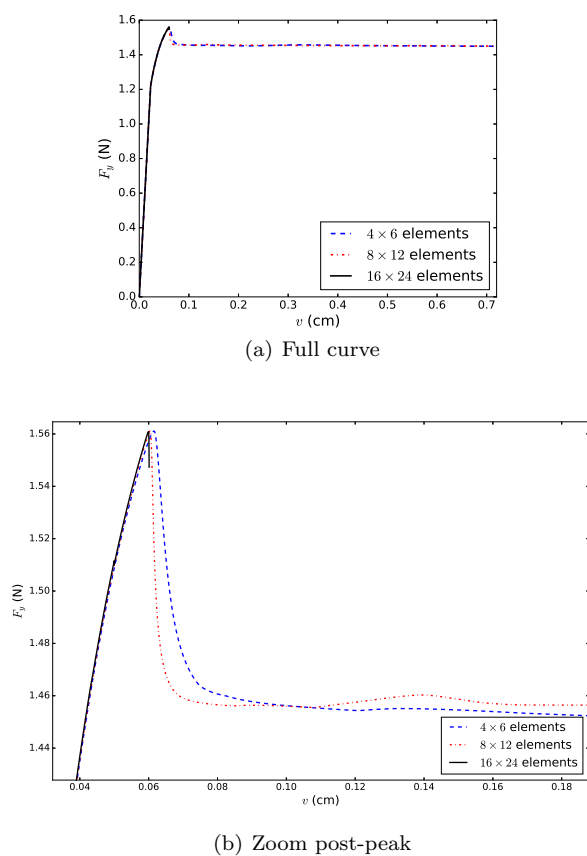 1.6
1.4
1.2
1.0
0.8
0.6
0.4
0.2
0.0
F_y (N)
0.0 0.1 0.2 0.3 0.4 0.5 0.6 0.7
v (cm)
4 × 6 elements
8 × 12 elements
16 × 24 elements
(a) Full curve
1.56
1.54
1.52
1.50
1.48
1.46
1.44
F_y (N)
0.04 0.06 0.08 0.10 0.12 0.14 0.16 0.18
v (cm)
4 × 6 elements
8 × 12 elements
16 × 24 elements
(b) Zoom post-peak